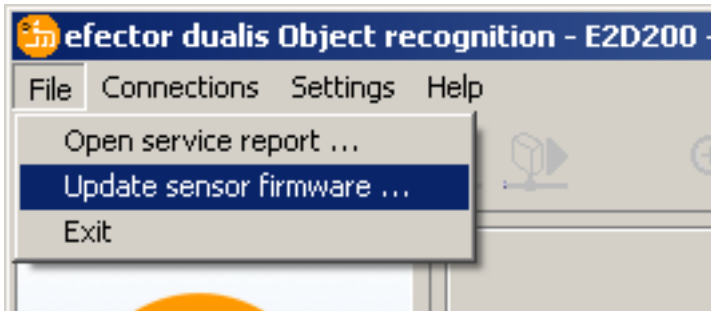 efector dualis Object recognition - E2D200 -
File Connections Settings Help
Open service report ...
Update sensor firmware ...
Exit